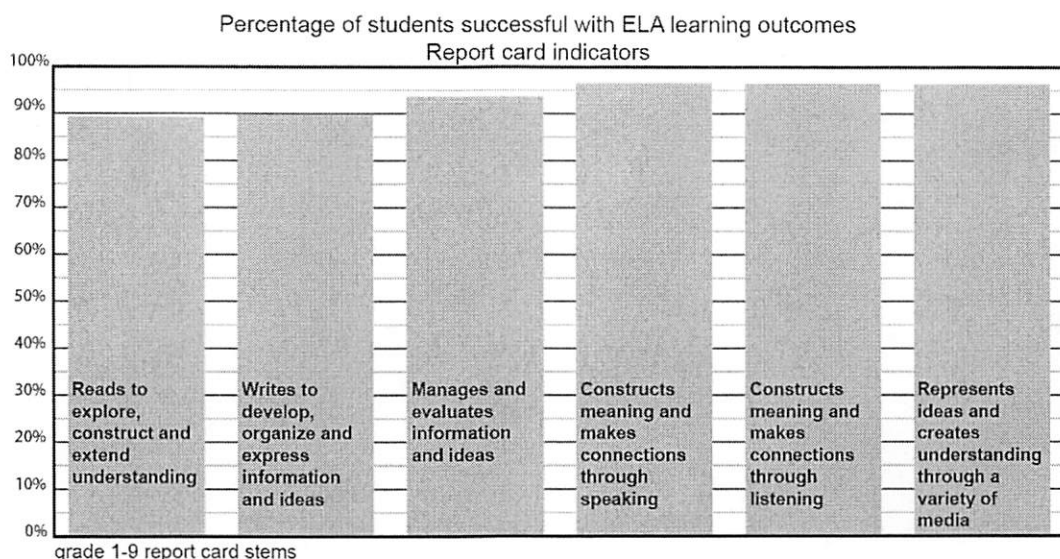 Percentage of students successful with ELA learning outcomes
Report card indicators
100%
90%
80%
70%
60%
50%
40%
30%
20%
10%
0%
Reads to
explore,
construct and
extend
understanding
Writes to
develop,
organize and
express
information
and ideas
Manages and
evaluates
information
and ideas
Constructs
meaning and
makes
connections
through
speaking
Constructs
meaning and
makes
connections
through
listening
Represents
ideas and
creates
understanding
through a
variety of
media
grade 1-9 report card stems